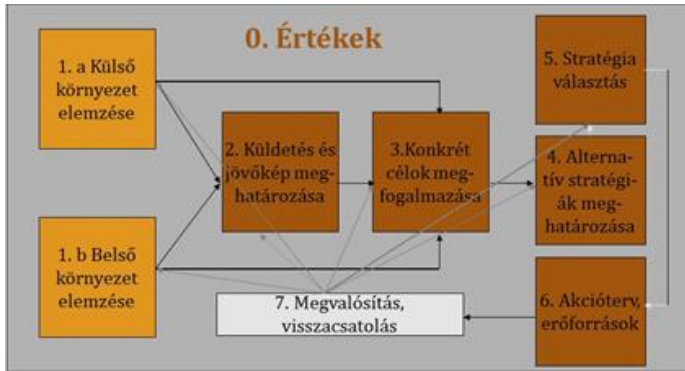 0. Értékek
1. a Külső
környezet
elemzése
2. Küldetés és
jövőkép meg-
határozása
3.Konkrét
célok meg-
fogalmazása
5. Stratégia
választás
4. Alterna-
tív stratégi-
ák meg-
határozása
1. b Belső
környezet
elemzése
7. Megvalósítás,
visszacsatolás
6. Akcióterv,
erőforrások